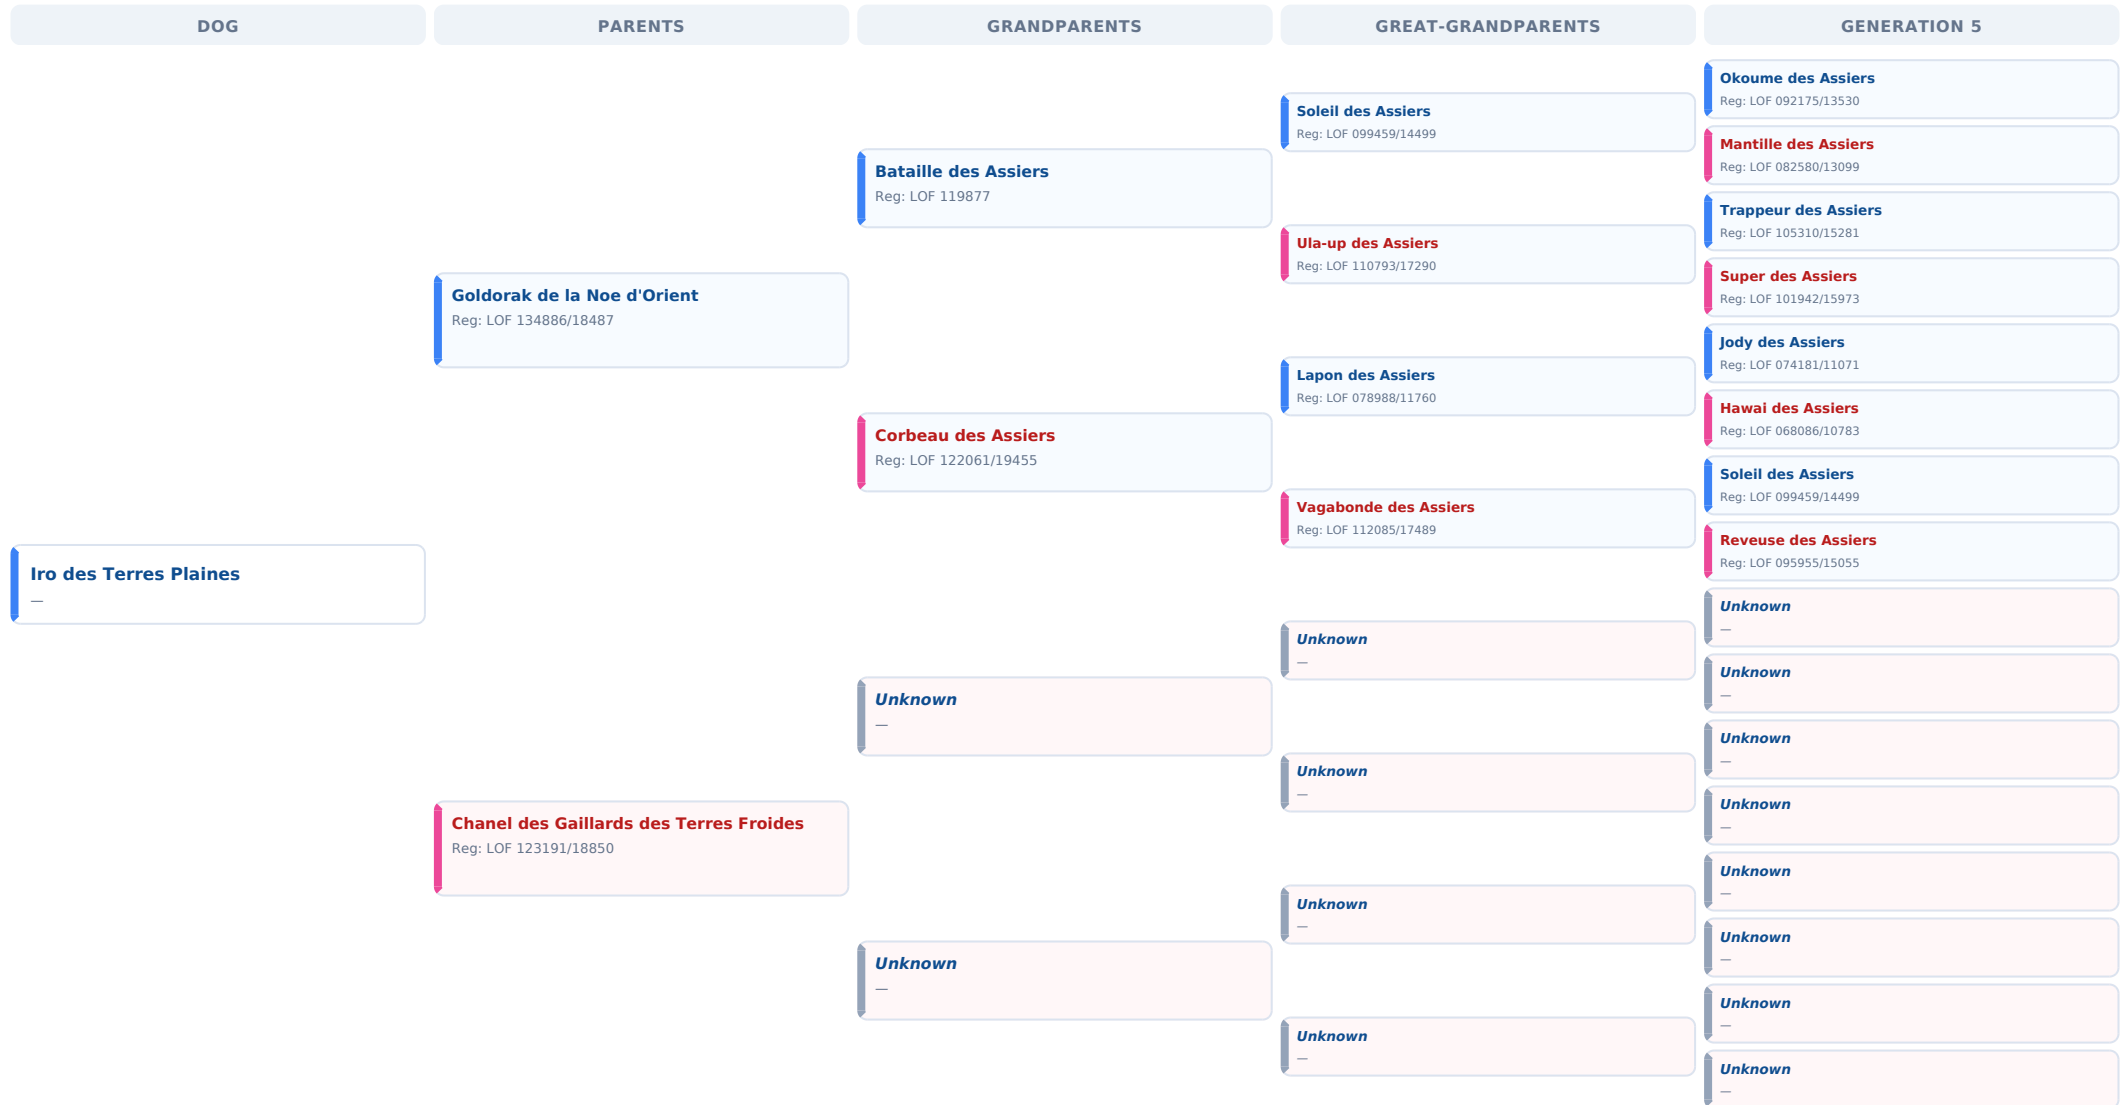 DOG
PARENTS
GRANDPARENTS
GREAT-GRANDPARENTS
GENERATION 5
Iro des Terres Plaines
—
Goldorak de la Noe d'Orient
Reg: LOF 134886/18487
Chanel des Gaillards des Terres Froides
Reg: LOF 123191/18850
Bataille des Assiers
Reg: LOF 119877
Corbeau des Assiers
Reg: LOF 122061/19455
Unknown
—
Unknown
—
Soleil des Assiers
Reg: LOF 099459/14499
Ula-up des Assiers
Reg: LOF 110793/17290
Lapon des Assiers
Reg: LOF 078988/11760
Vagabonde des Assiers
Reg: LOF 112085/17489
Unknown
—
Unknown
—
Unknown
—
Unknown
—
Okoume des Assiers
Reg: LOF 092175/13530
Mantille des Assiers
Reg: LOF 082580/13099
Trappeur des Assiers
Reg: LOF 105310/15281
Super des Assiers
Reg: LOF 101942/15973
Jody des Assiers
Reg: LOF 074181/11071
Hawai des Assiers
Reg: LOF 068086/10783
Soleil des Assiers
Reg: LOF 099459/14499
Reveuse des Assiers
Reg: LOF 095955/15055
Unknown
—
Unknown
—
Unknown
—
Unknown
—
Unknown
—
Unknown
—
Unknown
—
Unknown
—